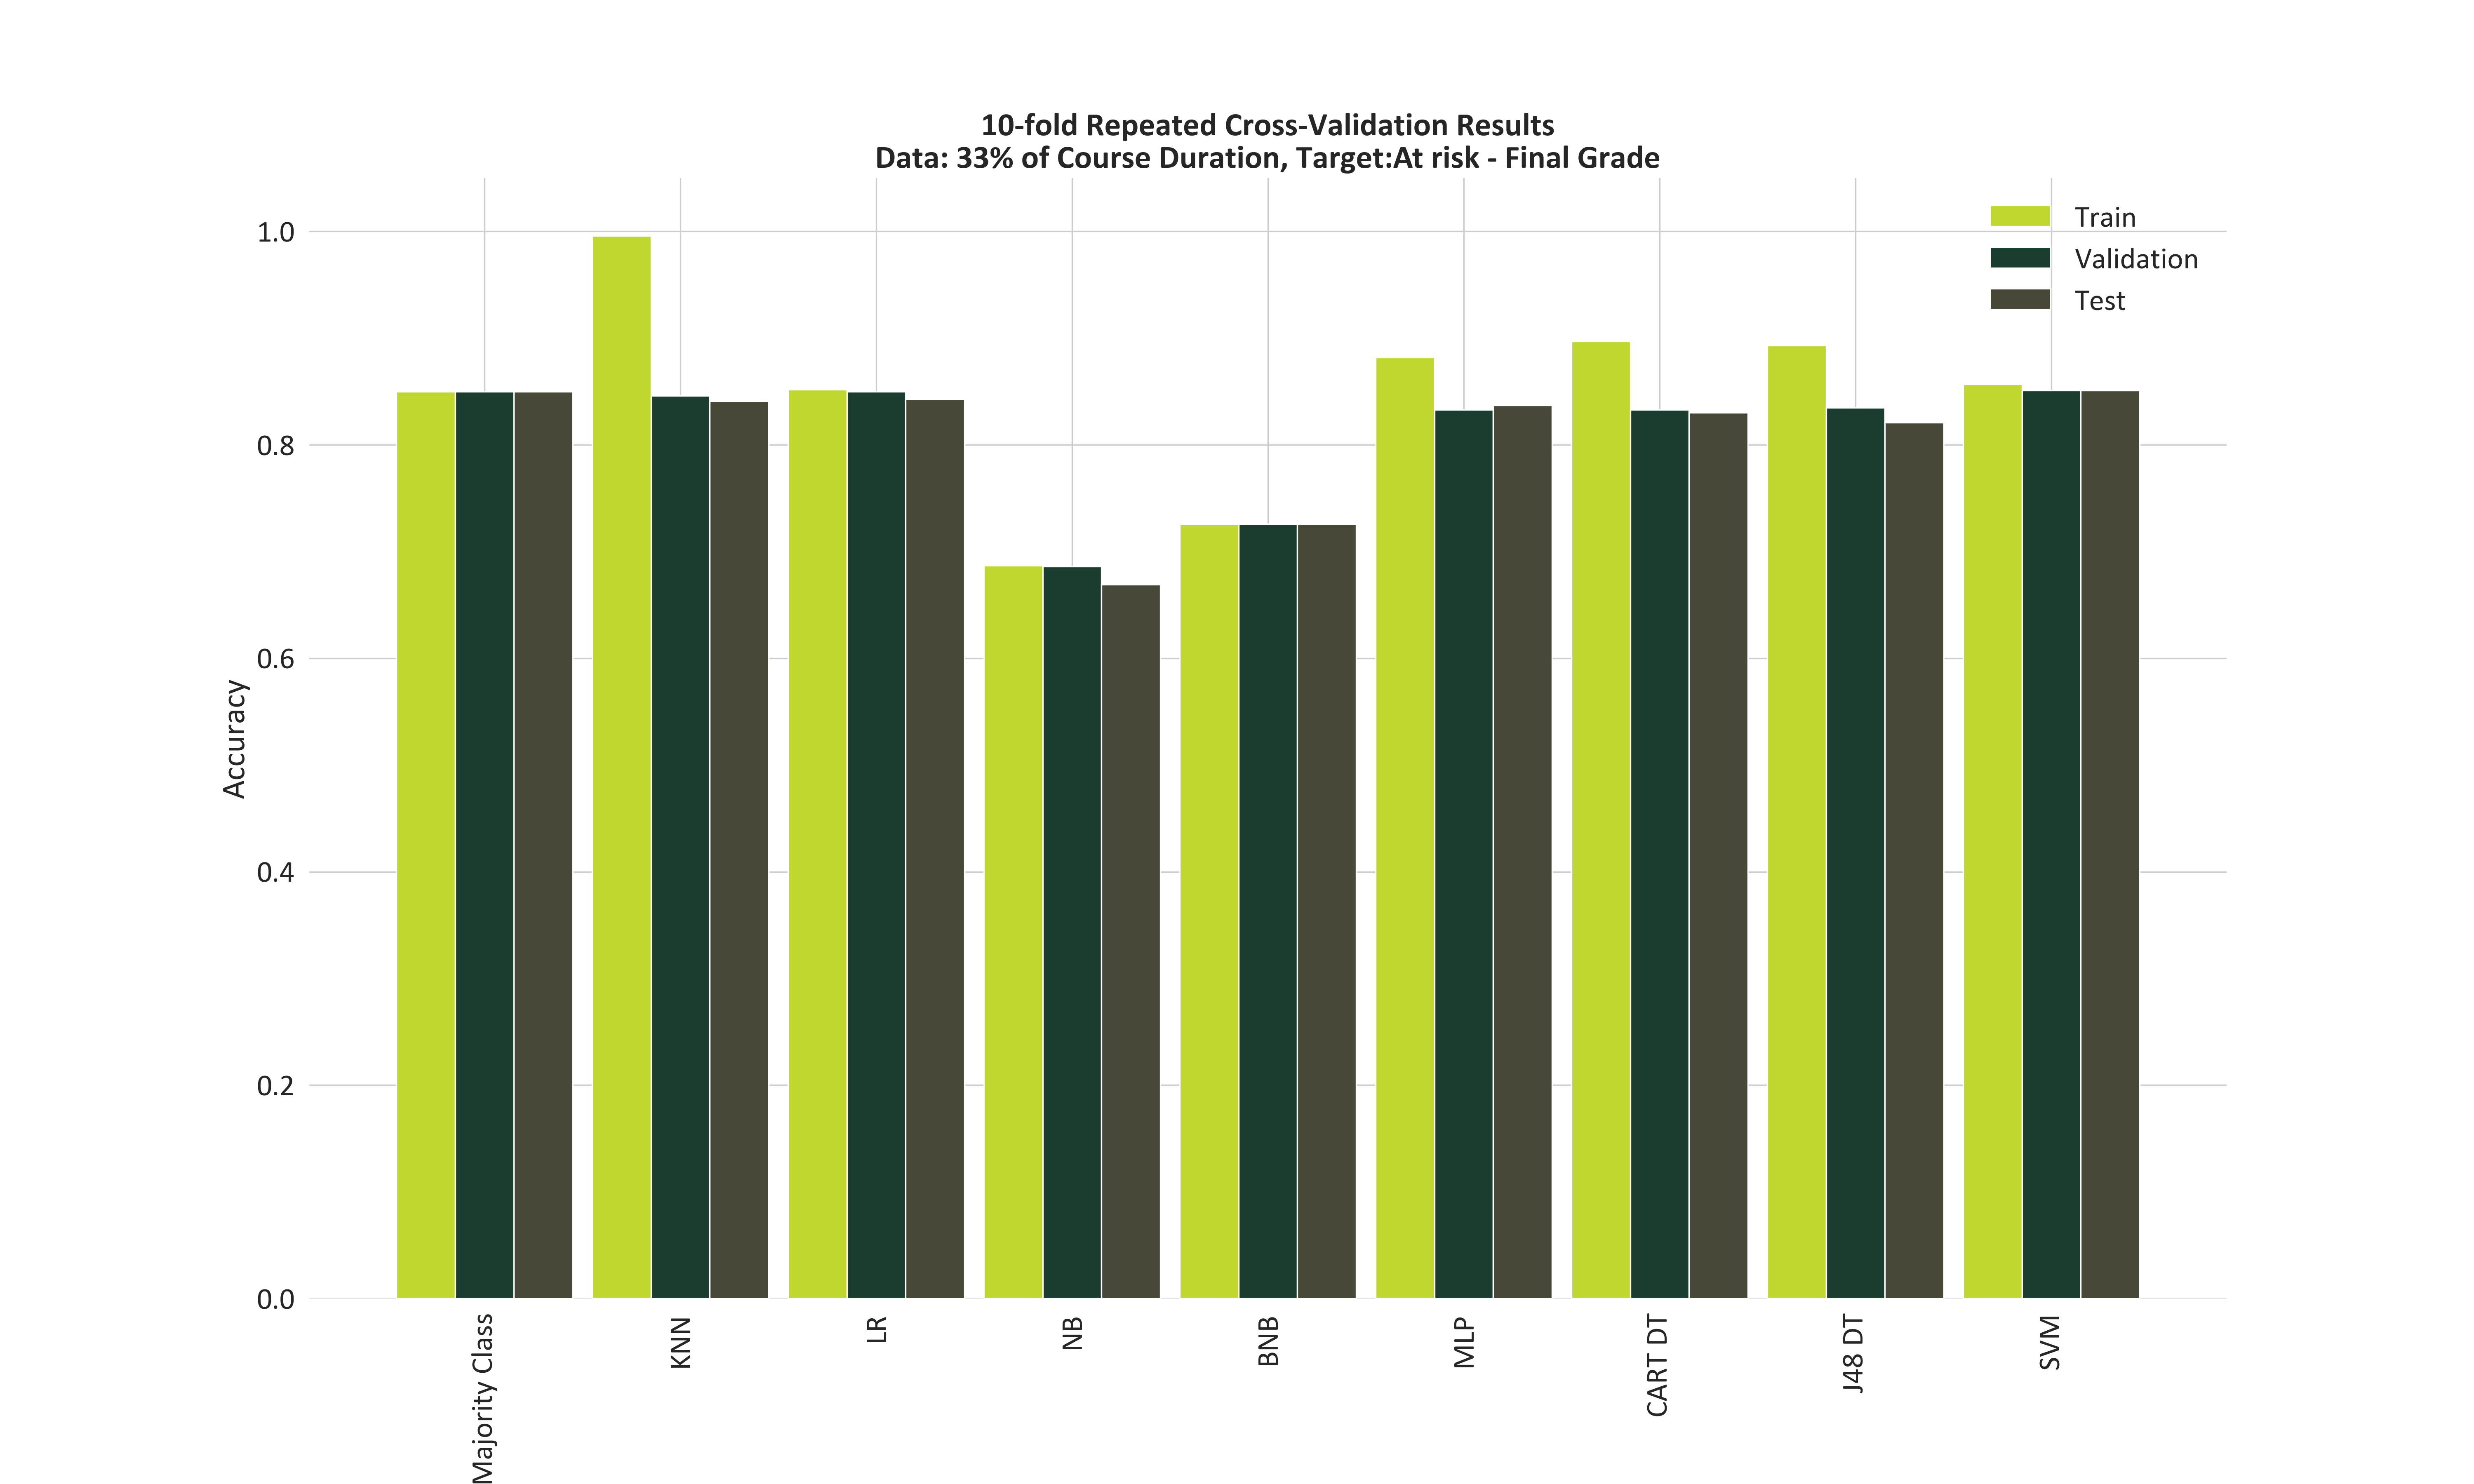 10-fold Repeated Cross-Validation Results
Data: 33% of Course Duration, Target:At risk - Final Grade
Train
Validation
Test
1.0
0.8
0.6
0.4
0.2
0.0
Accuracy
Majority Class
KNN
LR
NB
BNB
MLP
CART DT
J48 DT
SVM